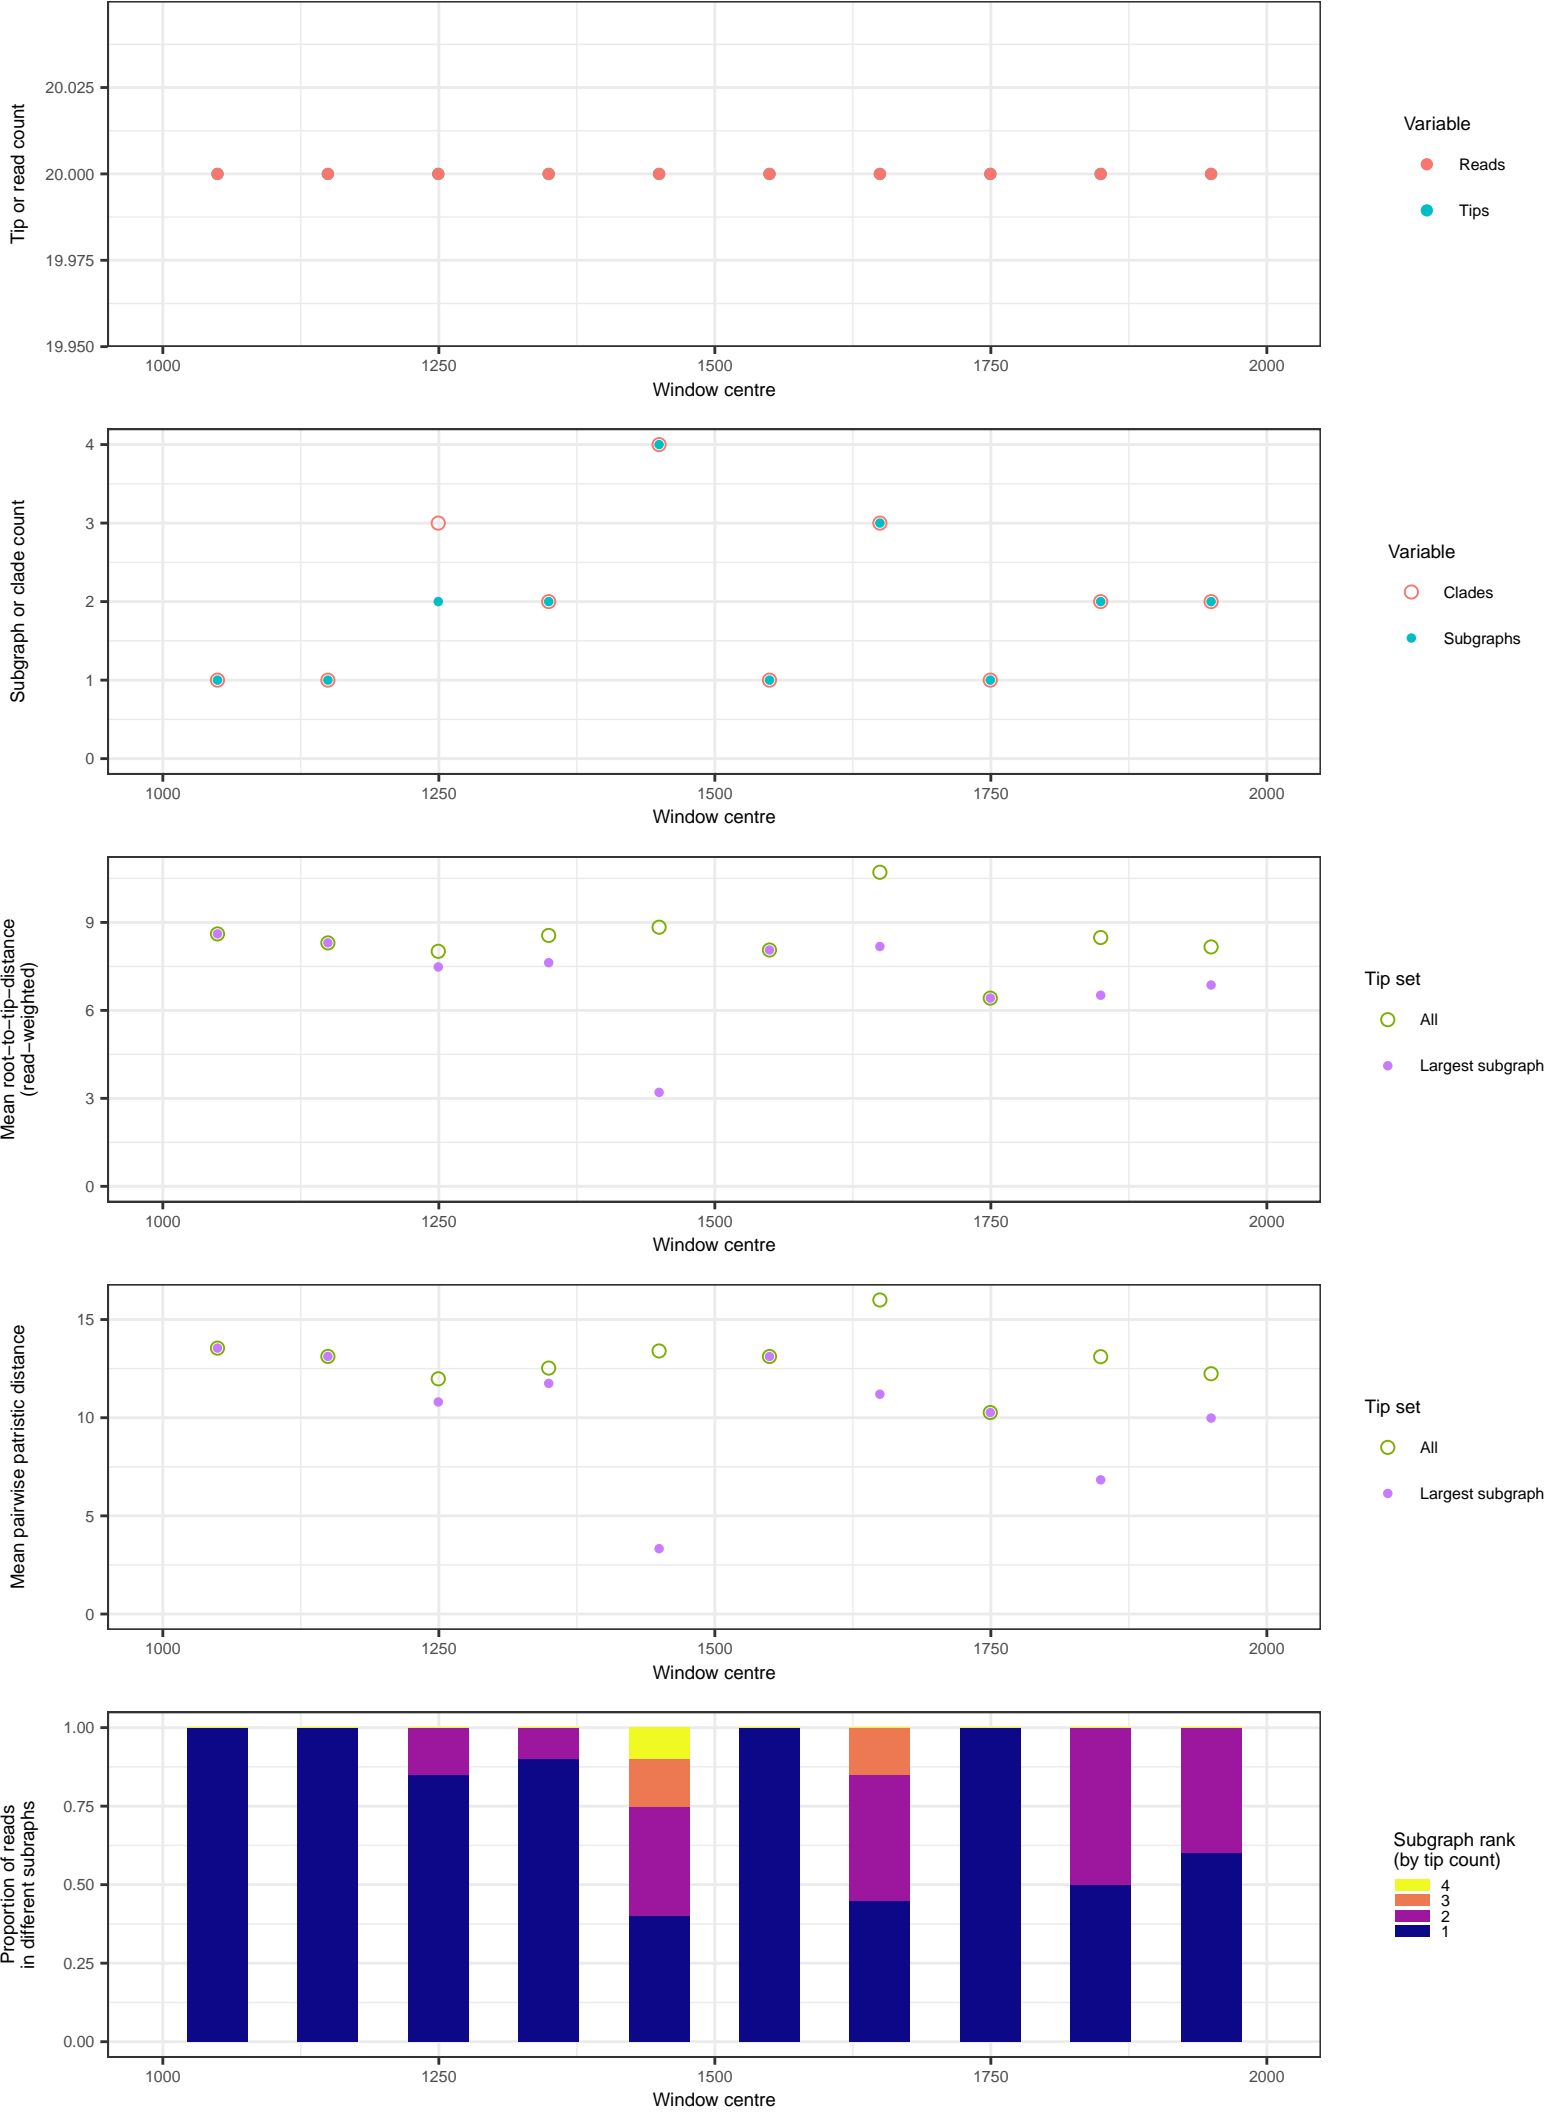 Tip or read count
20.025
20.000
19.975
19.950
1000 1250 1500 1750 2000
Window centre
Variable
Reads
Tips
Subgraph or clade count
4
3
2
1
0
1000 1250 1500 1750 2000
Window centre
Variable
Clades
Subgraphs
Mean root−to−tip−distance
(read−weighted)
9
6
3
0
1000 1250 1500 1750 2000
Window centre
Tip set
All
Largest subgraph
Mean pairwise patristic distance
15
10
5
0
1000 1250 1500 1750 2000
Window centre
Tip set
All
Largest subgraph
Proportion of reads
in different subraphs
1.00
0.75
0.50
0.25
0.00
1000 1250 1500 1750 2000
Window centre
Subgraph rank
(by tip count)
4
3
2
1